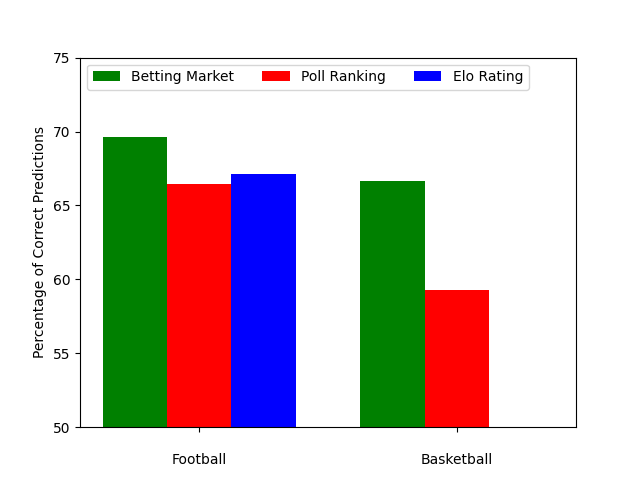 75
Betting Market Poll Ranking Elo Rating
70
65
60
55
50
Percentage of Correct Predictions
Football Basketball